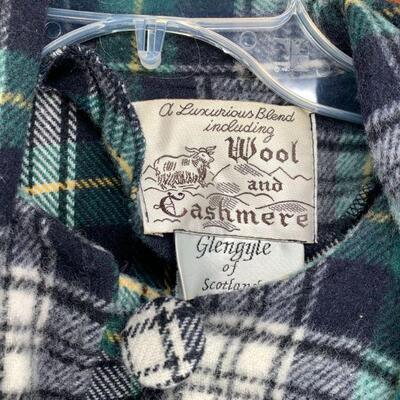 A Luxurious Blend
including
Wool
and
Cashmere
Glengyle
of
Scotland